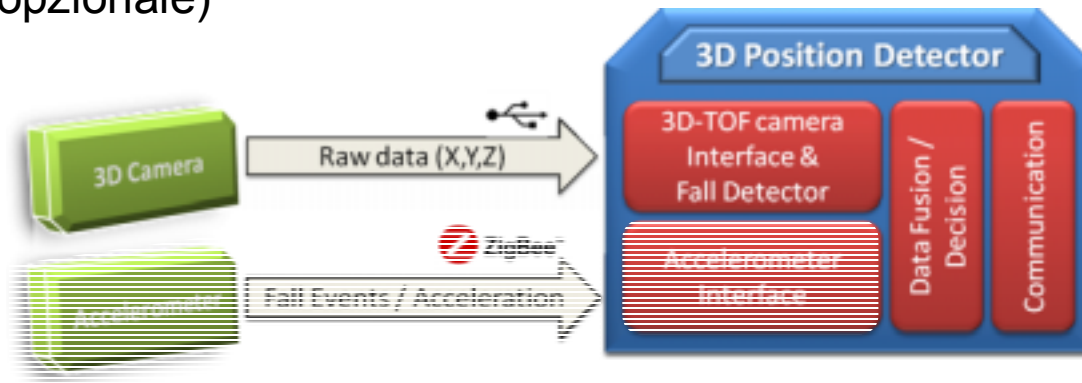 opzionale)
3D Position Detector
3D Camera
Raw data (X,Y,Z)
3D-TOF camera
Interface &
Fall Detector
Data Fusion /
Decision
Communication
ZigBee
Accelerometer
Fall Events / Acceleration
Accelerometer
Interface